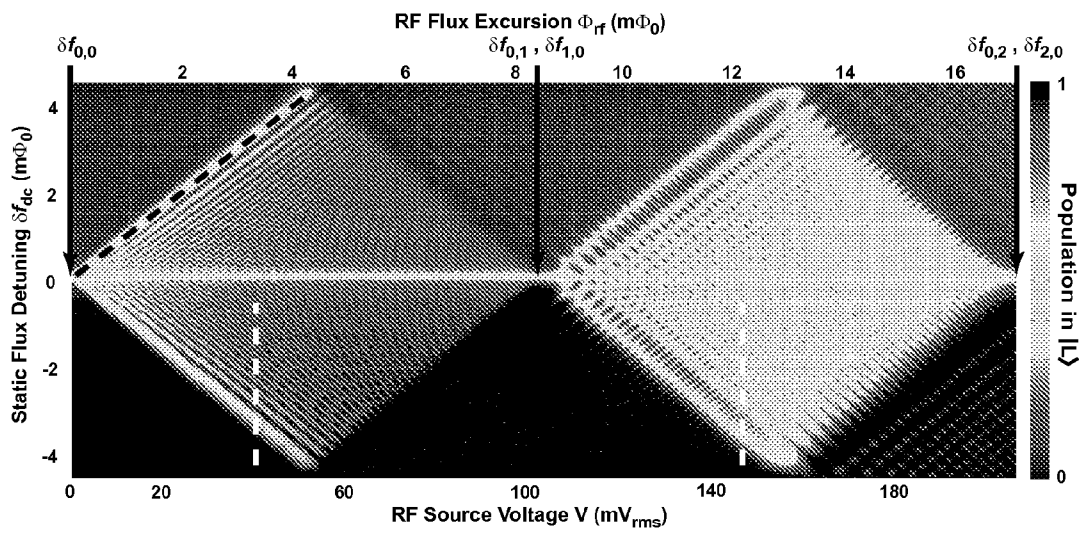 RF Flux Excursion Φrf (mΦ0)
δf0,0
δf0,1 , δf1,0
δf0,2 , δf2,0
2 4 6 8 10 12 14 16
4
2
0
-2
-4
Static Flux Detuning δfdc (mΦ0)
1
Population in |L⟩
0
0 20 60 100 140 180
RF Source Voltage V (mVrms)